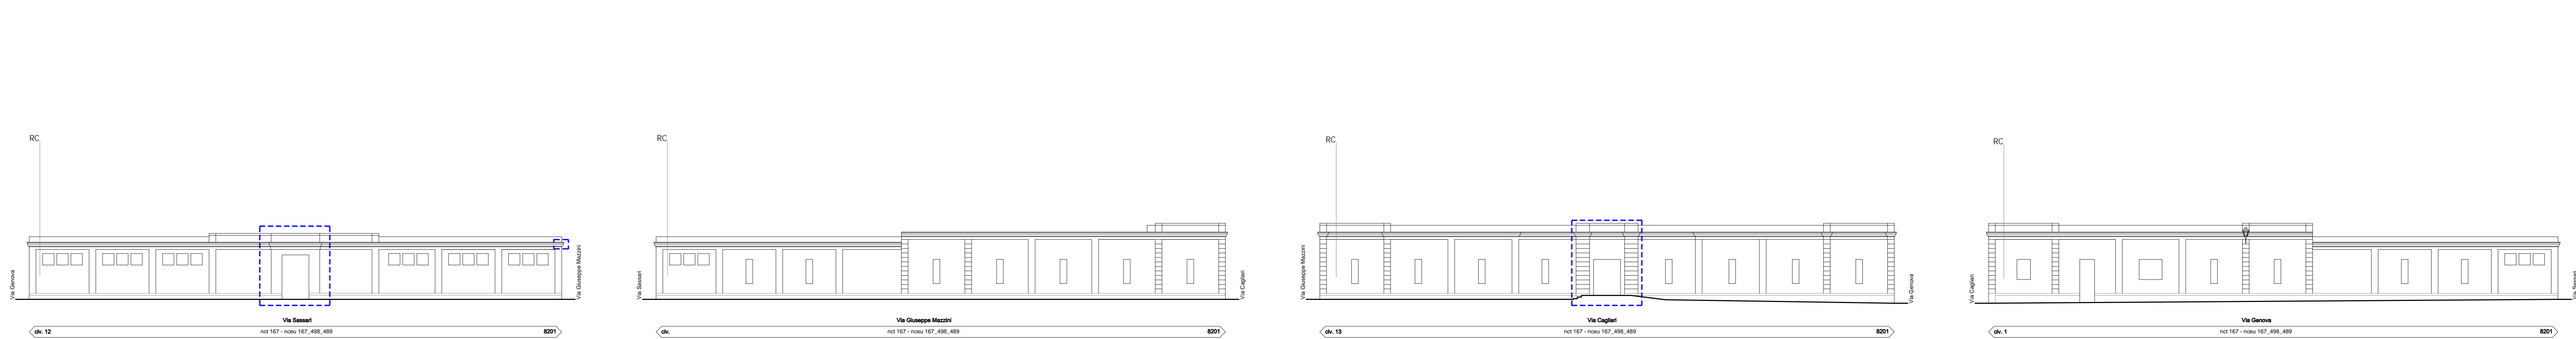 RC
Via Genova
Via Giuseppe Mazzini
Via Sassari
civ. 12 nct 167 - nceu 167_498_489 8201
RC
Via Sassari
Via Cagliari
Via Giuseppe Mazzini
civ. nct 167 - nceu 167_498_489 8201
RC
Via Giuseppe Mazzini
Via Genova
Via Cagliari
civ. 13 nct 167 - nceu 167_498_489 8201
RC
Via Cagliari
Via Sassari
Via Genova
civ. 1 nct 167 - nceu 167_498_489 8201